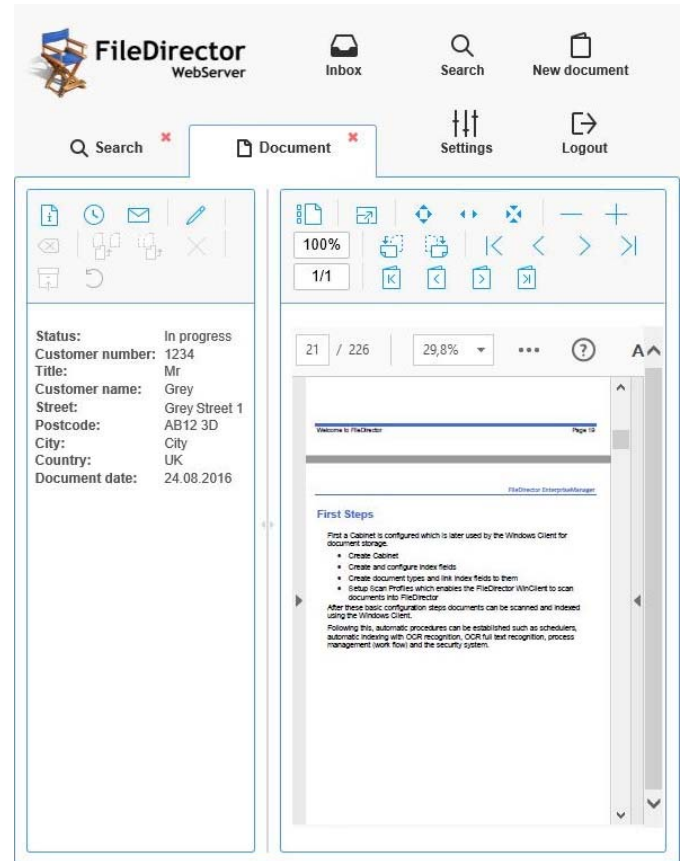 FileDirector
WebServer
Inbox
Search
New document
Search
Document
Settings
Logout
100%
1/1
Status: In progress
Customer number: 1234
Title: Mr
Customer name: Grey
Street: Grey Street 1
Postcode: AB12 3D
City: City
Country: UK
Document date: 24.08.2016
21 / 226
29,8%
A
Welcome to FileDirector Page 19
FileDirector EnterpriseManager
First Steps
First a Cabinet is configured which is later used by the Windows Client for
document storage.
• Create Cabinet
• Create and configure index fields
• Create document types and link index fields to them
• Setup Scan Profiles which enables the FileDirector WinClient to scan
documents into FileDirector
After these basic configuration steps documents can be scanned and indexed
using the Windows Client.
Following this, automatic procedures can be established such as schedulers,
automatic indexing with OCR recognition, OCR full text recognition, process
management (work flow) and the security system.